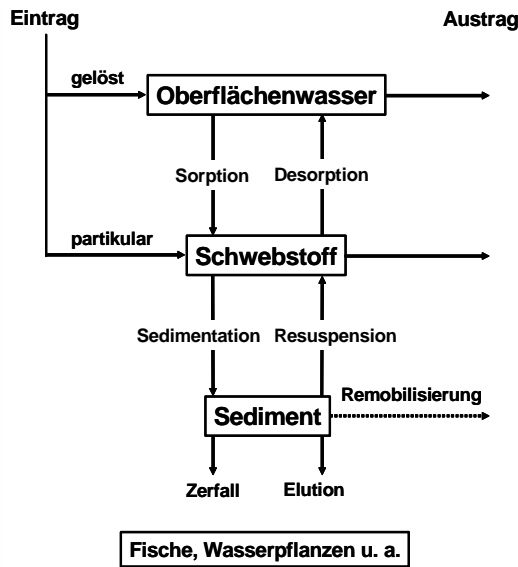 Eintrag
Austrag
gelöst
Oberflächenwasser
Sorption
Desorption
partikular
Schwebstoff
Sedimentation
Resuspension
Remobilisierung
Sediment
Zerfall
Elution
Fische, Wasserpflanzen u. a.